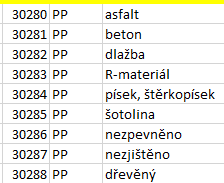 30280 PP asfalt
30281 PP beton
30282 PP dlažba
30283 PP R-materiál
30284 PP písek, štěrkopísek
30285 PP šotolina
30286 PP nezpevněno
30287 PP nezjištěno
30288 PP dřevěný